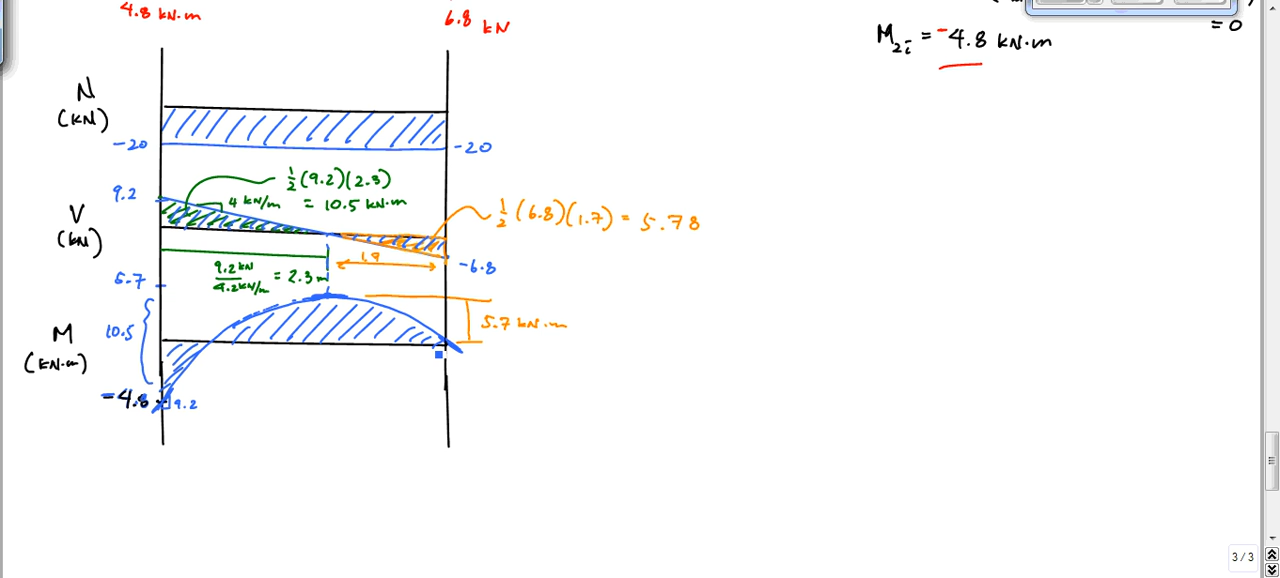 4.8 kN·m
6.8 kN
= 0
M2i = -4.8 kN·m
N
(kN)
-20
-20
½(9.2)(2.3)
= 10.5 kN·m
9.2
4 kN/m
V
(kN)
½(6.8)(1.7) = 5.78
1.7
-6.8
9.2 kN
4.2 kN/m
= 2.3 m
5.7
10.5
M
(kN·m)
5.7 kN·m
-4.8
9.2
3 / 3